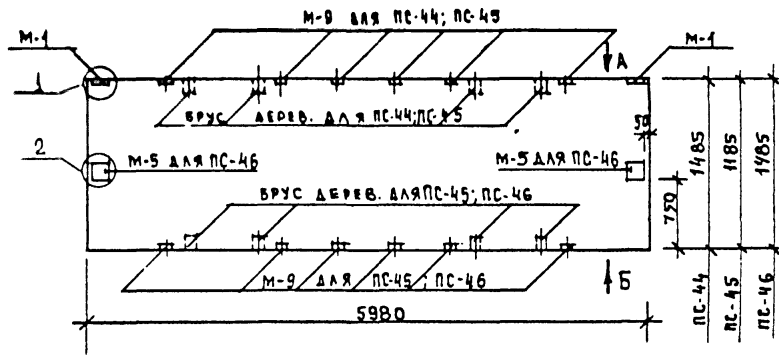 М-9 ДЛЯ ПС-44; ПС-45
М-1
А
М-1
1
БРУС ДЕРЕВ. ДЛЯ ПС-44; ПС-45
50
2
М-5 ДЛЯ ПС-46
М-5 ДЛЯ ПС-46
БРУС ДЕРЕВ. ДЛЯ ПС-45; ПС-46
750
1485
1185
1485
М-9 ДЛЯ ПС-45; ПС-46
Б
5980
ПС-44
ПС-45
ПС-46